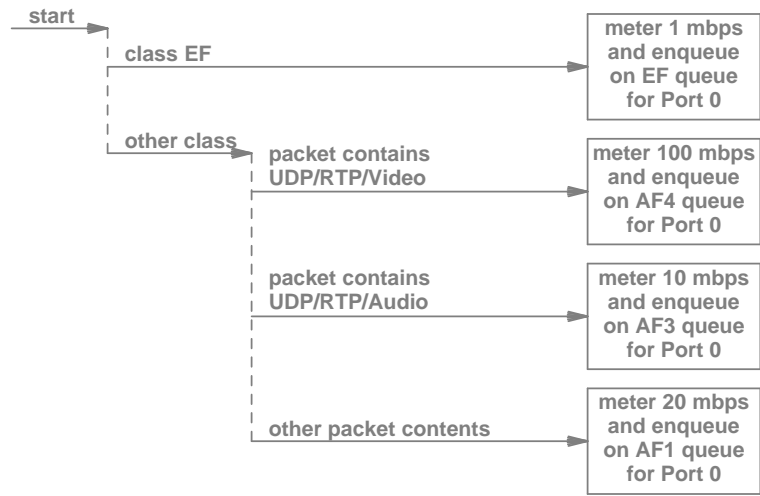 start
class EF
meter 1 mbps
and enqueue
on EF queue
for Port 0
other class
packet contains
UDP/RTP/Video
meter 100 mbps
and enqueue
on AF4 queue
for Port 0
packet contains
UDP/RTP/Audio
meter 10 mbps
and enqueue
on AF3 queue
for Port 0
other packet contents
meter 20 mbps
and enqueue
on AF1 queue
for Port 0